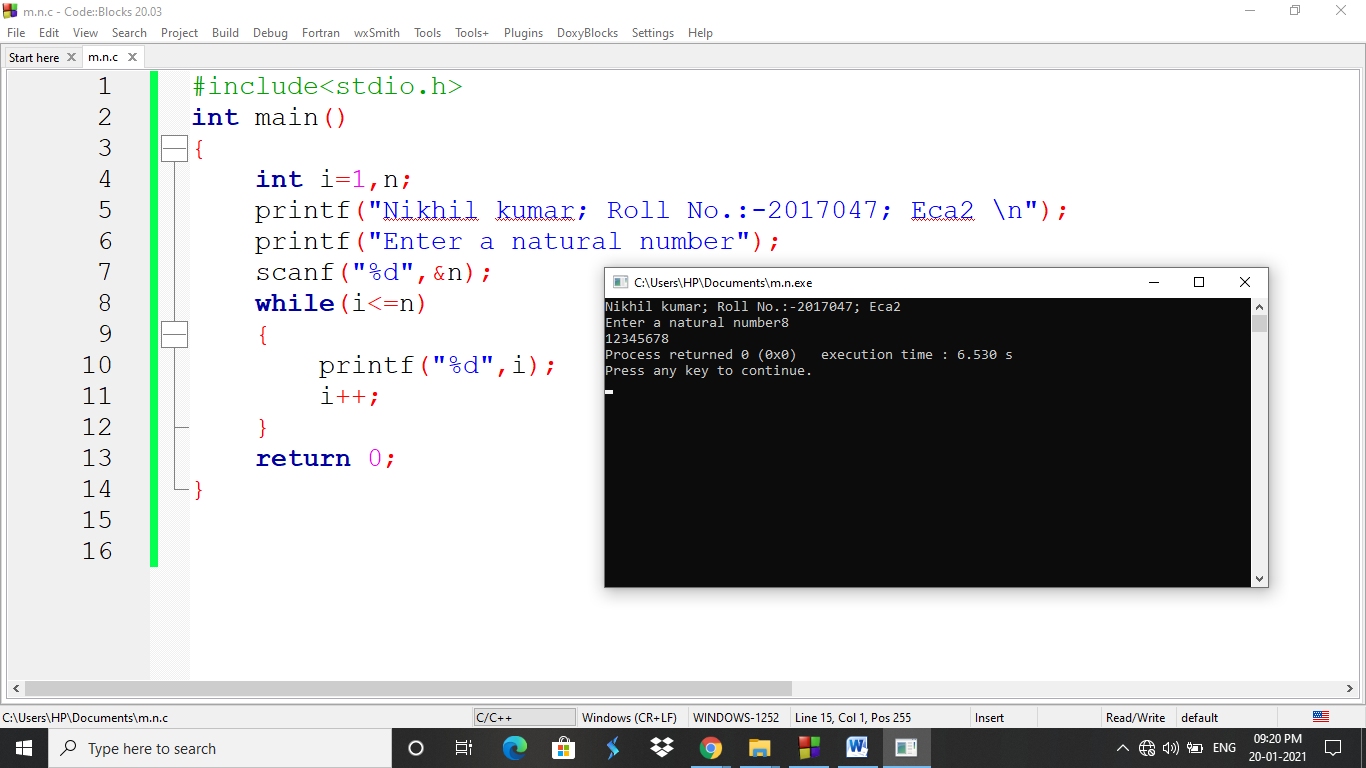 m.n.c - Code::Blocks 20.03
File Edit View Search Project Build Debug Fortran wxSmith Tools Tools+ Plugins DoxyBlocks Settings Help
Start here m.n.c
1 #include<stdio.h>
2 int main()
3 {
4 int i=1,n;
5 printf("Nikhil kumar; Roll No.:-2017047; Eca2 \n");
6 printf("Enter a natural number");
7 scanf("%d",&n);
8 while(i<=n)
9 {
10 printf("%d",i);
11 i++;
12 }
13 return 0;
14 }
15
16
C:\Users\HP\Documents\m.n.exe
Nikhil kumar; Roll No.:-2017047; Eca2
Enter a natural number8
12345678
Process returned 0 (0x0) execution time : 6.530 s
Press any key to continue.
C:\Users\HP\Documents\m.n.c C/C++ Windows (CR+LF) WINDOWS-1252 Line 15, Col 1, Pos 255 Insert Read/Write default
Type here to search
ENG
09:20 PM
20-01-2021